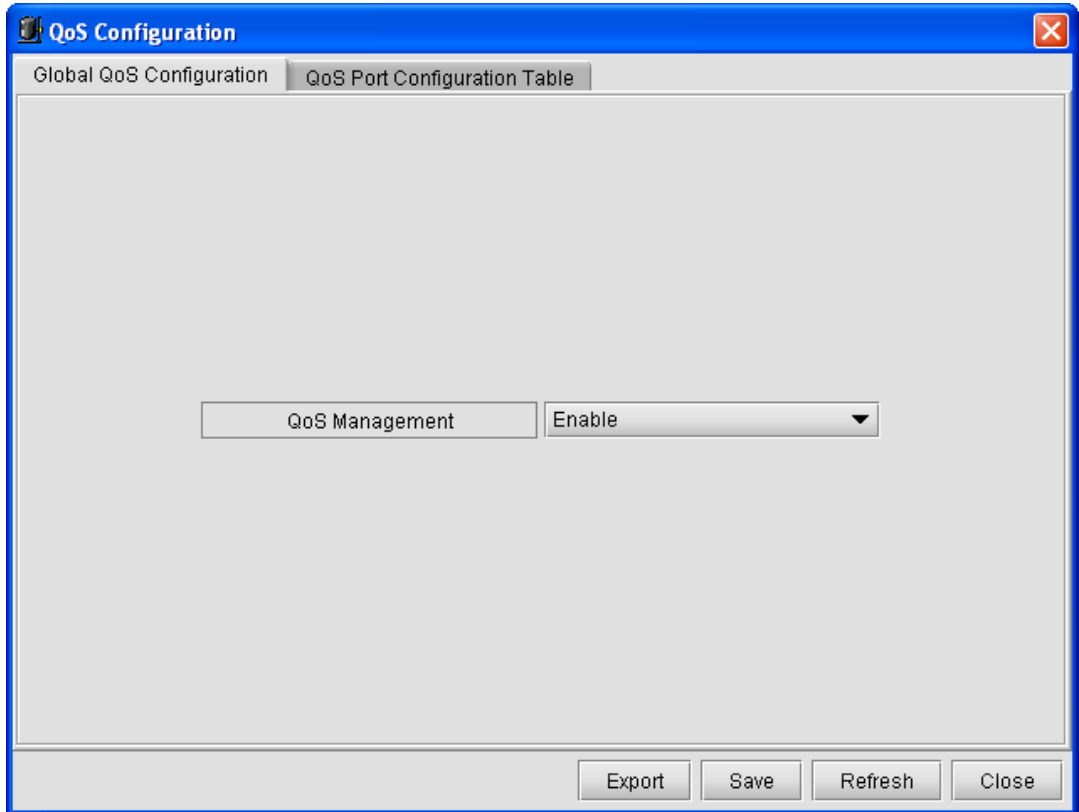 QoS Configuration
Global QoS Configuration QoS Port Configuration Table
QoS Management Enable
Export Save Refresh Close